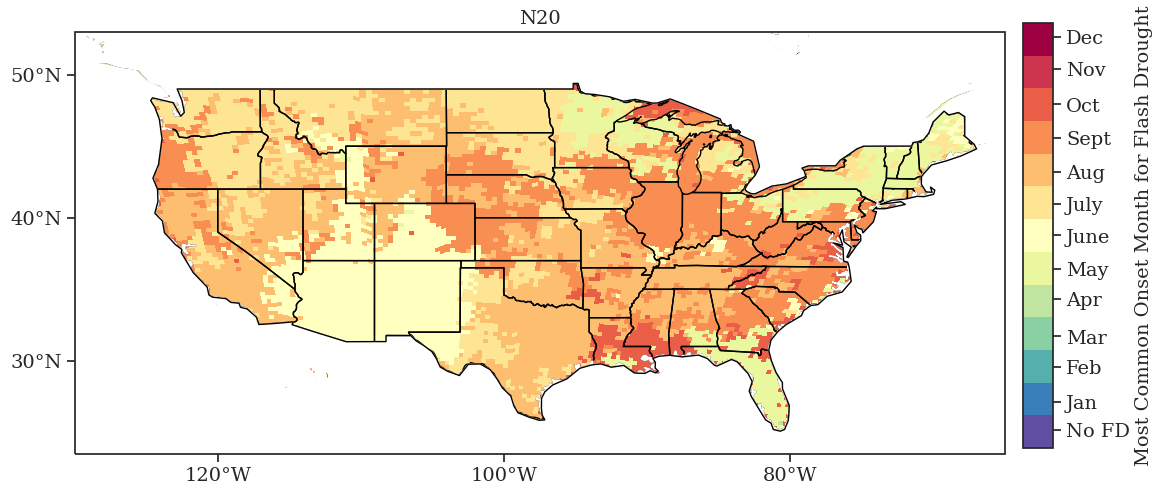 N20
50°N
40°N
30°N
120°W
100°W
80°W
Dec
Nov
Oct
Sept
Aug
July
June
May
Apr
Mar
Feb
Jan
No FD
Most Common Onset Month for Flash Drought